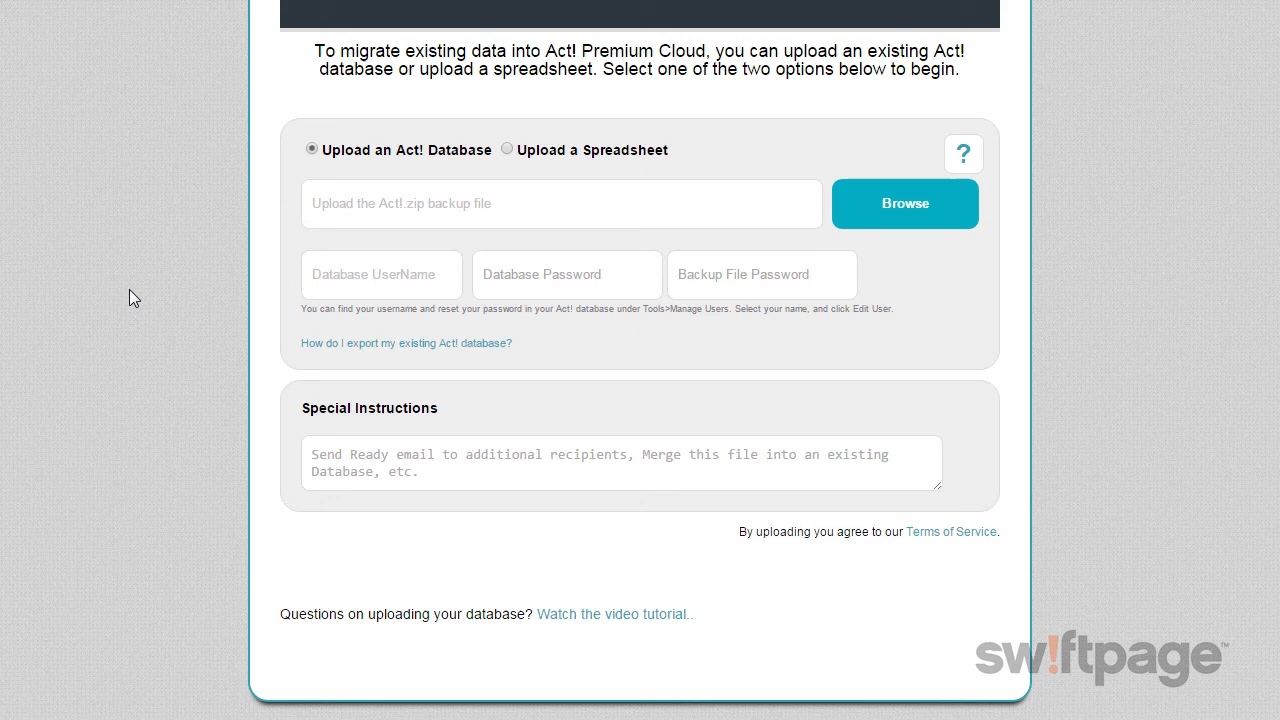 To migrate existing data into Act! Premium Cloud, you can upload an existing Act!
database or upload a spreadsheet. Select one of the two options below to begin.
Upload an Act! Database Upload a Spreadsheet
?
Upload the Act!.zip backup file
Browse
Database UserName
Database Password
Backup File Password
You can find your username and reset your password in your Act! database under Tools>Manage Users. Select your name, and click Edit User.
How do I export my existing Act! database?
Special Instructions
Send Ready email to additional recipients, Merge this file into an existing
Database, etc.
By uploading you agree to our Terms of Service.
Questions on uploading your database? Watch the video tutorial..
sw!ftpage™